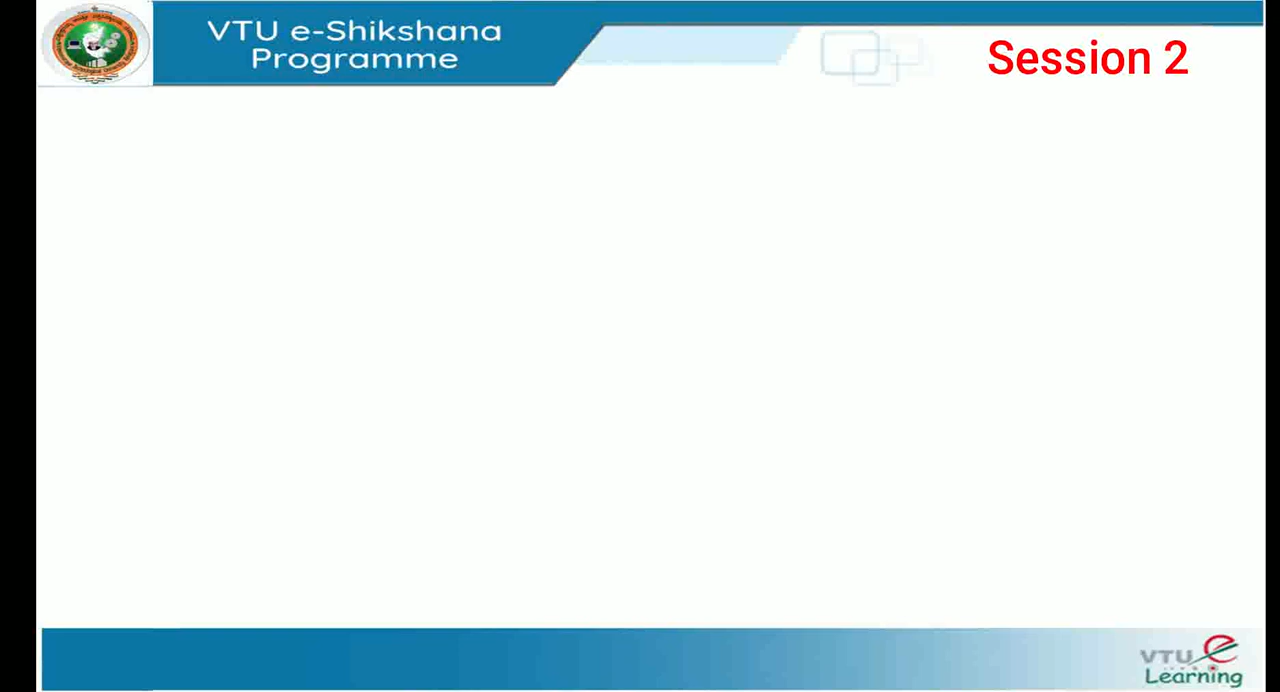 VTU e-Shikshana
Programme
Session 2
VTU e
Learning